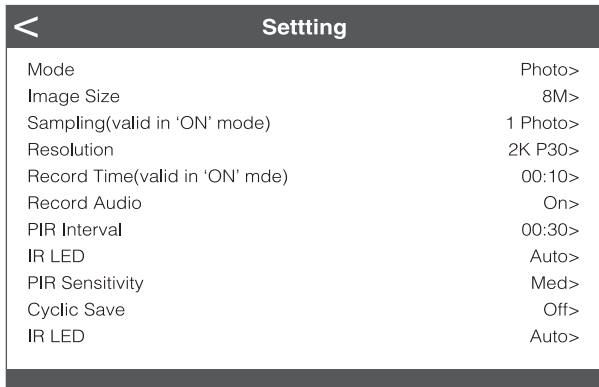 < Settting
Mode Photo>
Image Size 8M>
Sampling(valid in ‘ON’ mode) 1 Photo>
Resolution 2K P30>
Record Time(valid in ‘ON’ mde) 00:10>
Record Audio On>
PIR Interval 00:30>
IR LED Auto>
PIR Sensitivity Med>
Cyclic Save Off>
IR LED Auto>